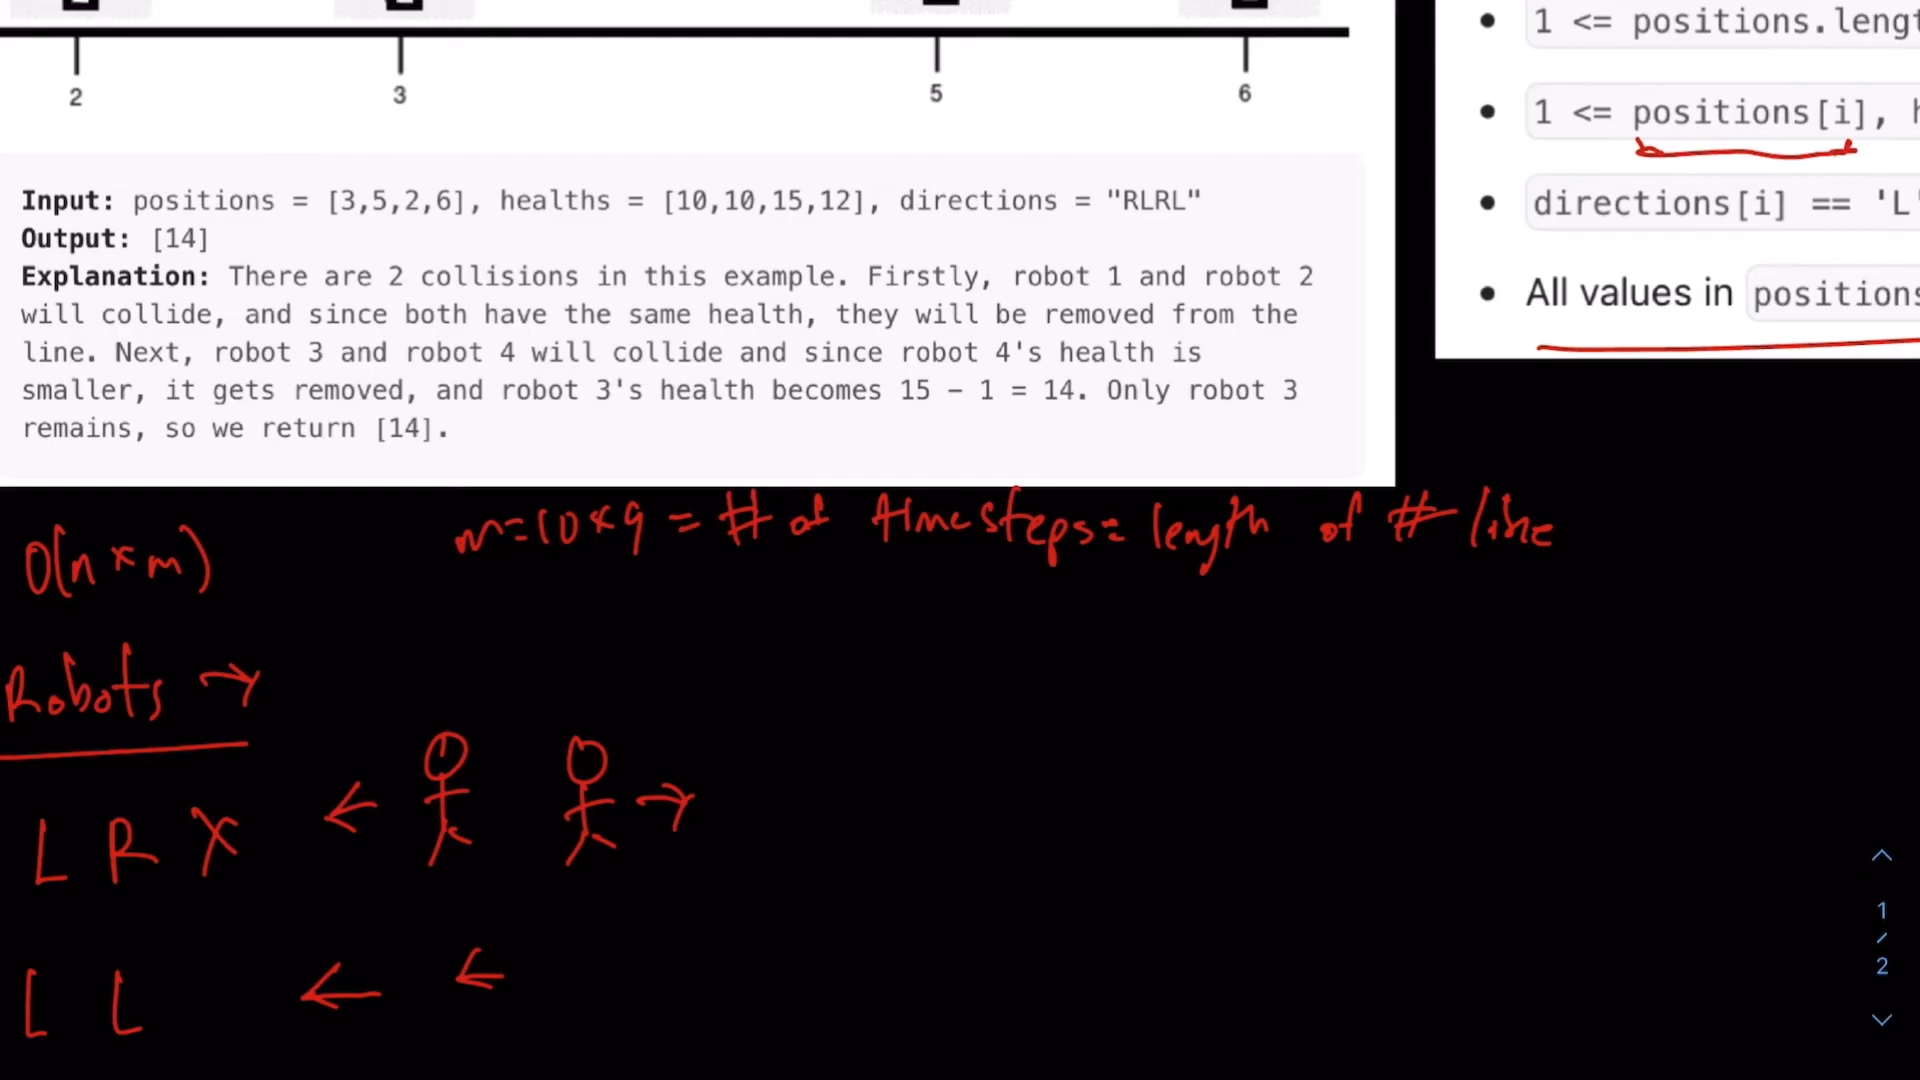 2 3 5 6
Input: positions = [3,5,2,6], healths = [10,10,15,12], directions = "RLRL"
Output: [14]
Explanation: There are 2 collisions in this example. Firstly, robot 1 and robot 2
will collide, and since both have the same health, they will be removed from the
line. Next, robot 3 and robot 4 will collide and since robot 4's health is
smaller, it gets removed, and robot 3's health becomes 15 - 1 = 14. Only robot 3
remains, so we return [14].
1 <= positions.lengt
1 <= positions[i], h
directions[i] == 'L'
All values in positions
m=10*9 = # of timesteps = length of # line
O(n*m)
Robots →
L R X ← →
L L ← ←
1
/
2